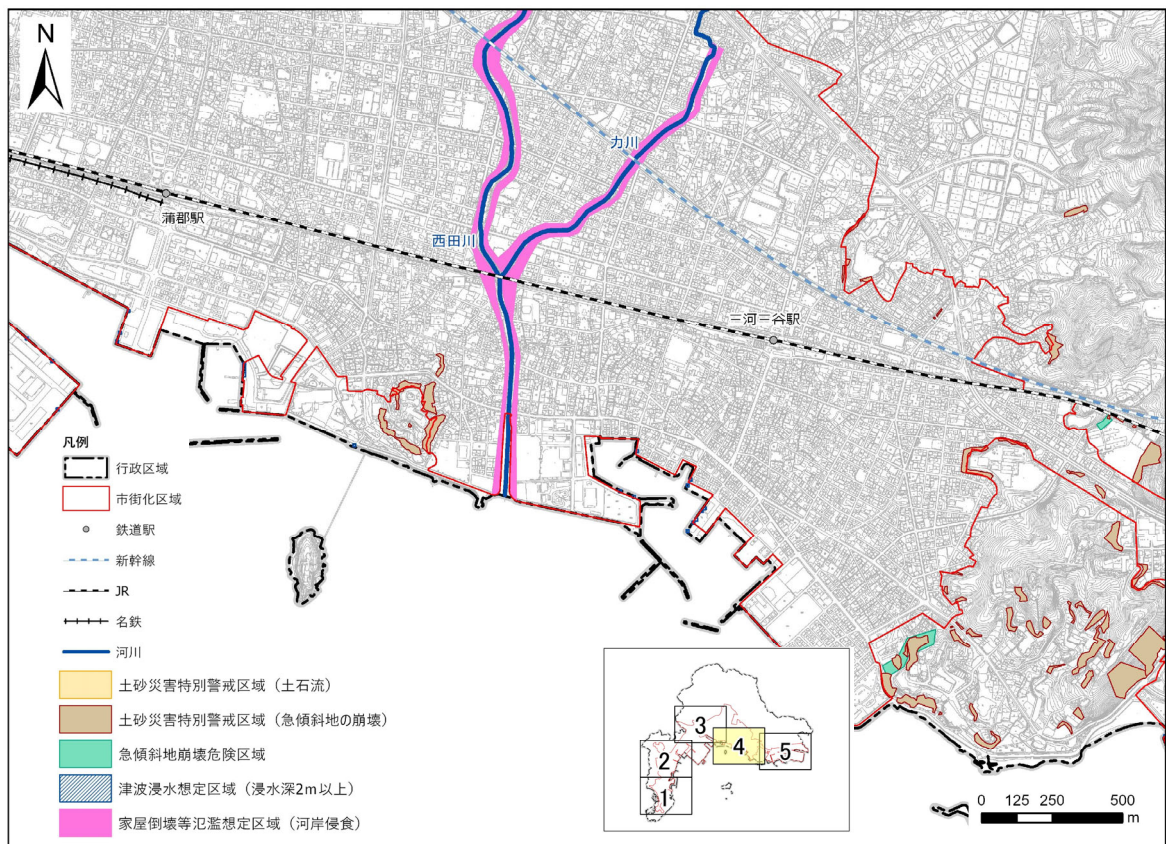 N
力川
蒲郡駅
西田川
三河三谷駅
凡例
行政区域
市街化区域
鉄道駅
新幹線
JR
名鉄
河川
土砂災害特別警戒区域（土石流）
土砂災害特別警戒区域（急傾斜地の崩壊）
急傾斜地崩壊危険区域
津波浸水想定区域（浸水深2m以上）
家屋倒壊等氾濫想定区域（河岸侵食）
3
4
5
2
1
0 125 250 500
m